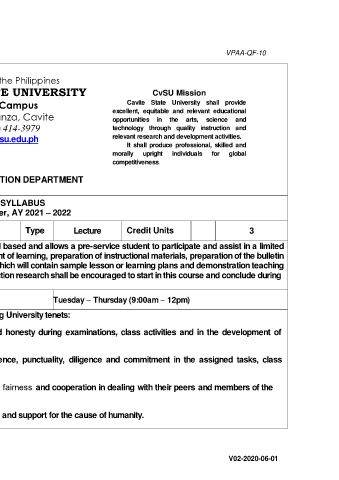 VPAA-QF-10
the Philippines
E STATE UNIVERSITY
Campus
anza, Cavite
) 414-3979
su.edu.ph
CvSU Mission
Cavite State University shall provide
excellent, equitable and relevant educational
opportunities in the arts, science and
technology through quality instruction and
relevant research and development activities.
It shall produce professional, skilled and
morally upright individuals for global
competitiveness.
TION DEPARTMENT
SYLLABUS
er, AY 2021 – 2022
Type Lecture Credit Units 3
based and allows a pre-service student to participate and assist in a limited
nt of learning, preparation of instructional materials, preparation of the bulletin
hich will contain sample lesson or learning plans and demonstration teaching
ction research shall be encouraged to start in this course and conclude during
Tuesday – Thursday (9:00am – 12pm)
g University tenets:
d honesty during examinations, class activities and in the development of
ence, punctuality, diligence and commitment in the assigned tasks, class
fairness and cooperation in dealing with their peers and members of the
and support for the cause of humanity.
V02-2020-06-01